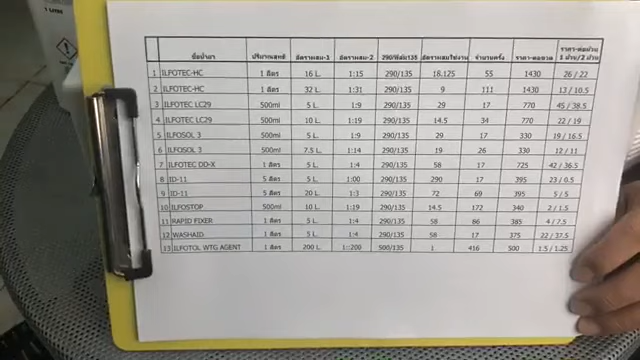 1 LITRE
ชื่อน้ำยา ปริมาณสุทธิ อัตราผสม-1 อัตราผสม-2 290/ฟิล์ม135 อัตราผสมใช้งาน จำนวนครั้ง ราคา-ต่อขวด ราคา-ต่อม้วน 1 ม้วน/2 ม้วน
1 ILFOTEC-HC 1 ลิตร 16 L. 1:15 290/135 18.125 55 1430 26 / 22
2 ILFOTEC-HC 1 ลิตร 32 L. 1:31 290/135 9 111 1430 13 / 10.5
3 ILFOTEC LC29 500ml 5 L. 1:9 290/135 29 17 770 45 / 38.5
4 ILFOTEC LC29 500ml 10 L. 1:19 290/135 14.5 34 770 22 / 19
5 ILFOSOL 3 500ml 5 L. 1:9 290/135 29 17 330 19 / 16.5
6 ILFOSOL 3 500ml 7.5 L. 1:14 290/135 19 26 330 12 / 11
7 ILFOTEC DD-X 1 ลิตร 5 L. 1:4 290/135 58 17 725 42 / 36.5
8 ID-11 5 ลิตร 5 L. 1:00 290/135 290 17 395 23 / 0.5
9 ID-11 5 ลิตร 20 L. 1:3 290/135 72 69 395 5 / 5
10 ILFOSTOP 500ml 10 L. 1:19 290/135 14.5 172 340 2 / 1.5
11 RAPID FIXER 1 ลิตร 5 L. 1:4 290/135 58 86 385 4 / 7.5
12 WASHAID 1 ลิตร 5 L. 1:4 290/135 58 17 375 22 / 37.5
13 ILFOTOL WTG AGENT 1 ลิตร 200 L. 1::200 500/135 1 416 500 1.5 / 1.25